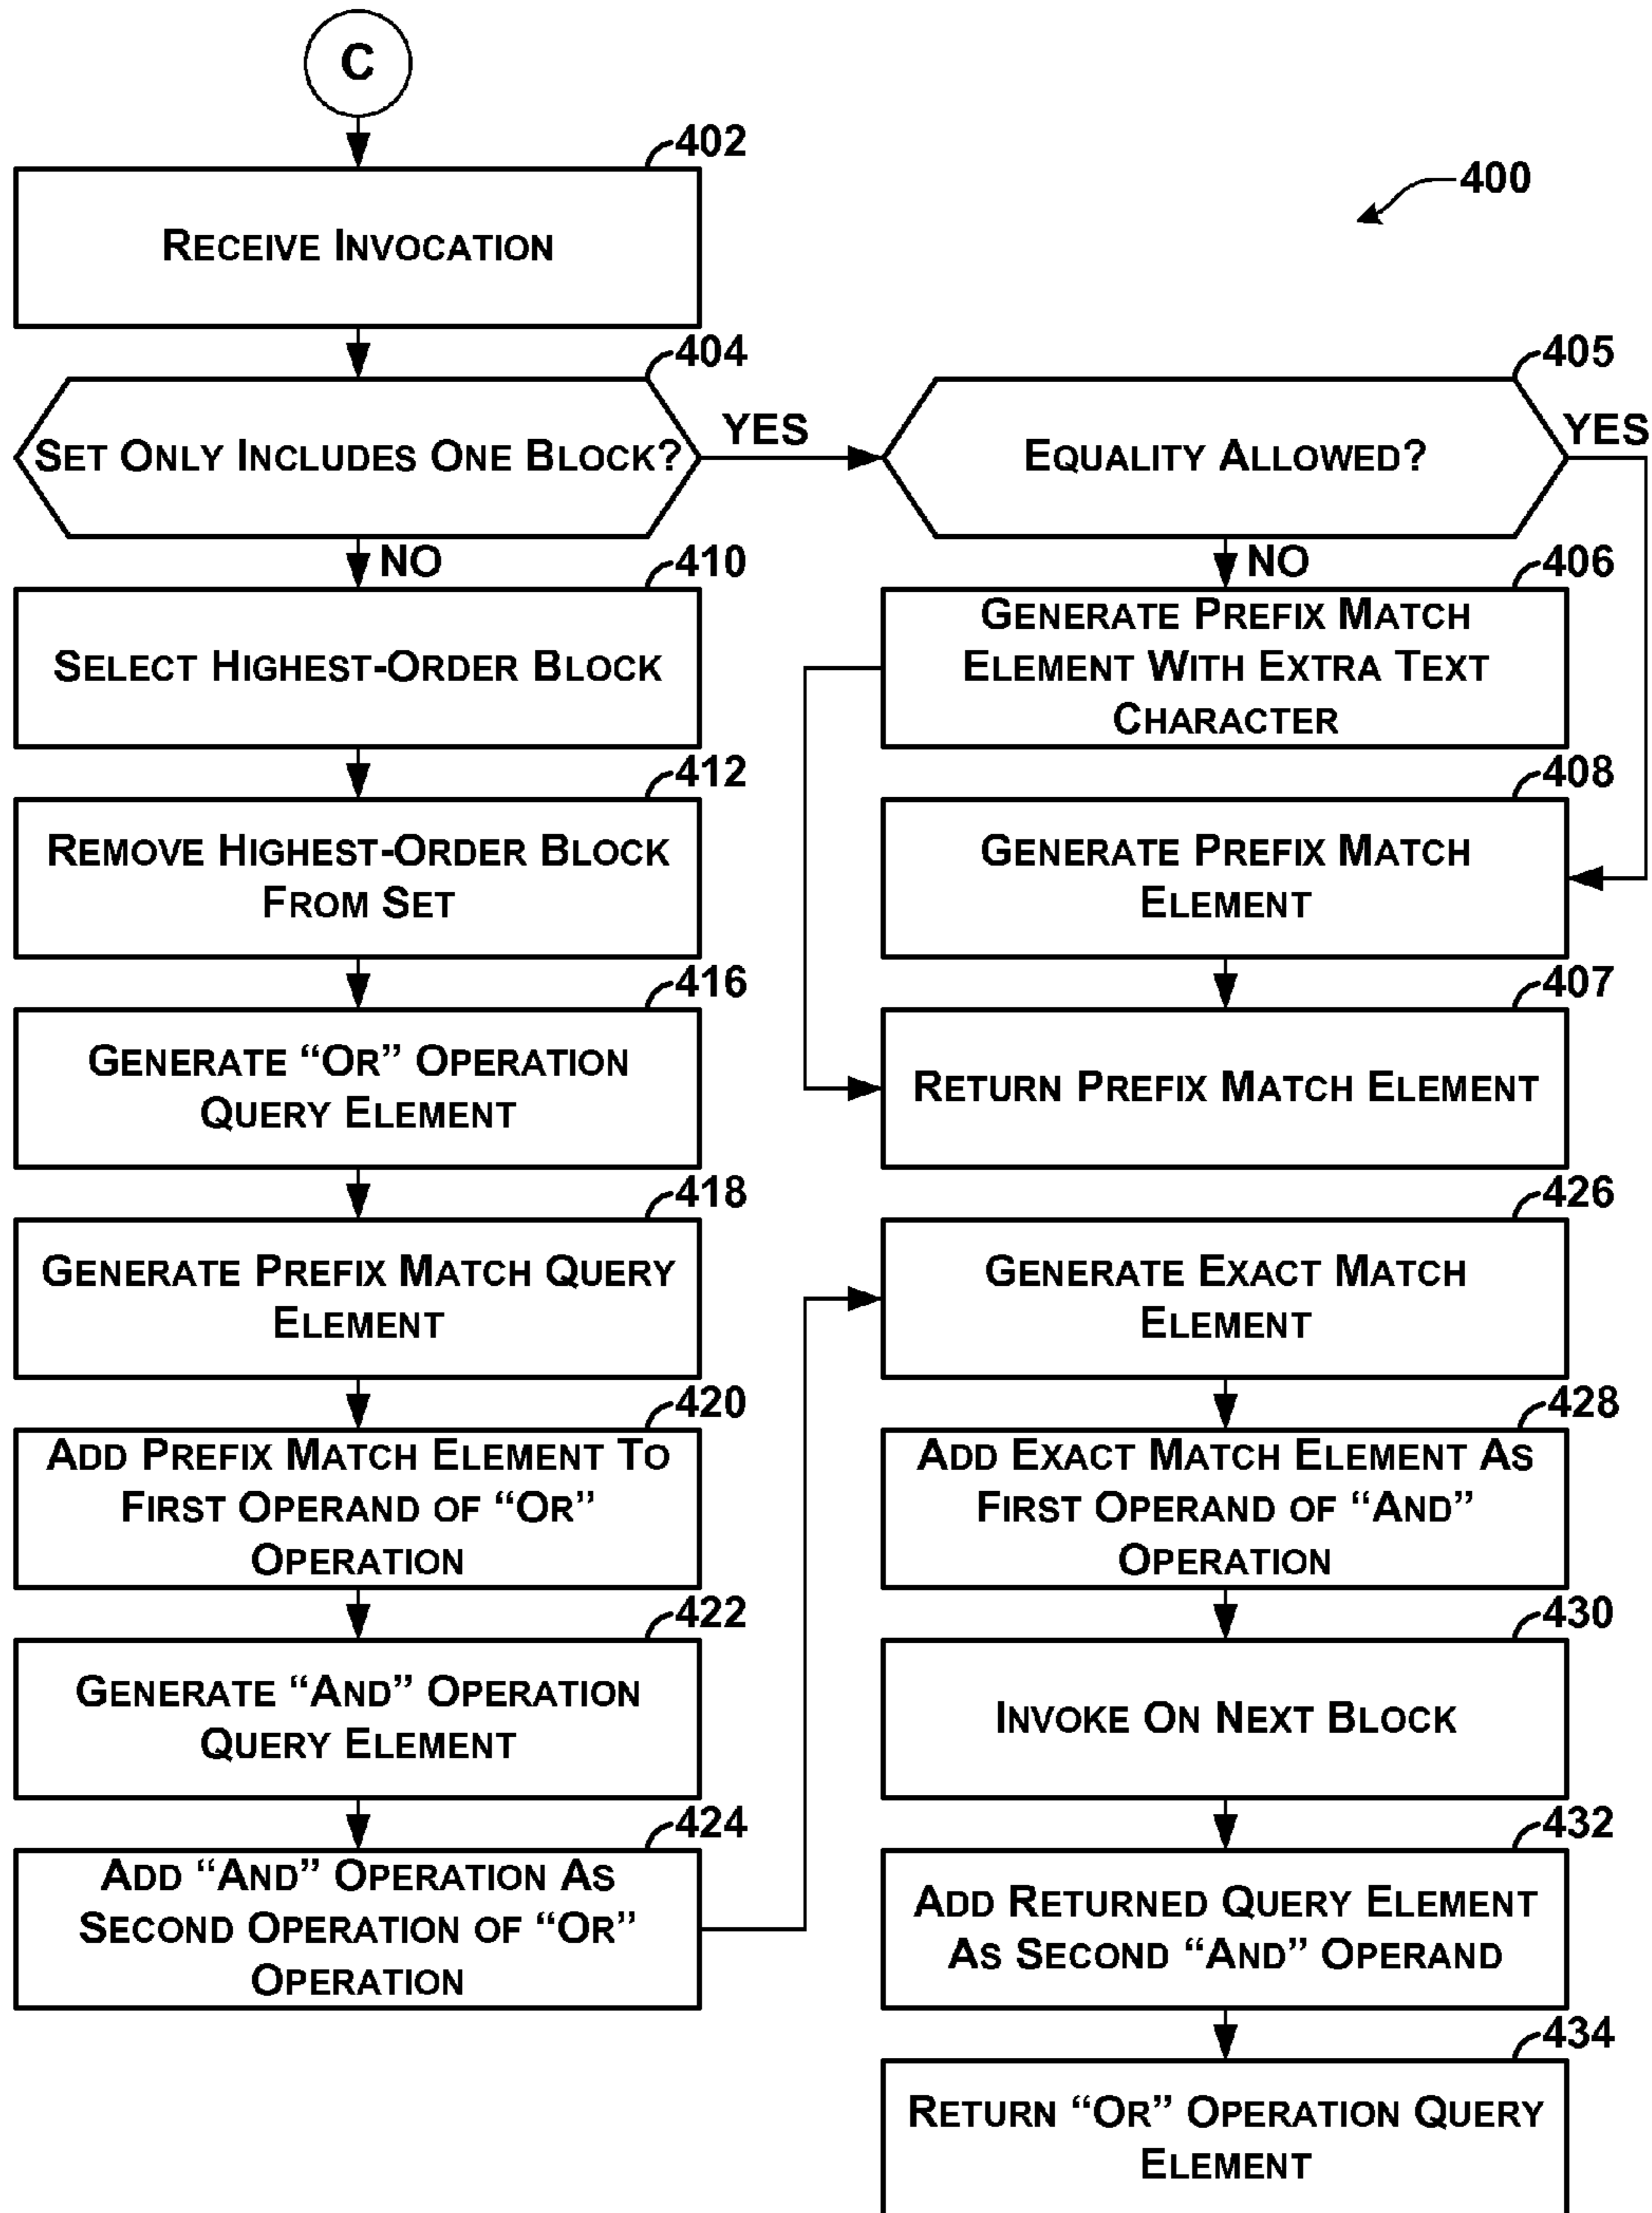 C
402
RECEIVE INVOCATION
400
404
SET ONLY INCLUDES ONE BLOCK?
YES
405
EQUALITY ALLOWED?
YES
NO
410
SELECT HIGHEST-ORDER BLOCK
NO
406
GENERATE PREFIX MATCH
ELEMENT WITH EXTRA TEXT
CHARACTER
412
REMOVE HIGHEST-ORDER BLOCK
FROM SET
408
GENERATE PREFIX MATCH
ELEMENT
416
GENERATE “OR” OPERATION
QUERY ELEMENT
407
RETURN PREFIX MATCH ELEMENT
418
GENERATE PREFIX MATCH QUERY
ELEMENT
420
ADD PREFIX MATCH ELEMENT TO
FIRST OPERAND OF “OR”
OPERATION
422
GENERATE “AND” OPERATION
QUERY ELEMENT
424
ADD “AND” OPERATION AS
SECOND OPERATION OF “OR”
OPERATION
426
GENERATE EXACT MATCH
ELEMENT
428
ADD EXACT MATCH ELEMENT AS
FIRST OPERAND OF “AND”
OPERATION
430
INVOKE ON NEXT BLOCK
432
ADD RETURNED QUERY ELEMENT
AS SECOND “AND” OPERAND
434
RETURN “OR” OPERATION QUERY
ELEMENT